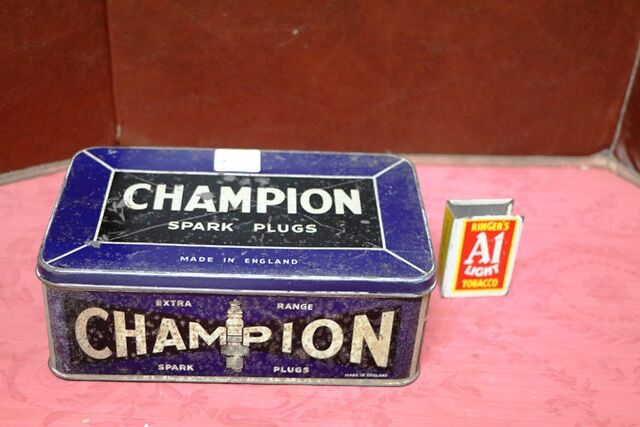 CHAMPION
SPARK PLUGS
MADE IN ENGLAND
EXTRA RANGE
CHAMPION
SPARK PLUGS
MADE IN ENGLAND
RINGER'S
A1
LIGHT
TOBACCO